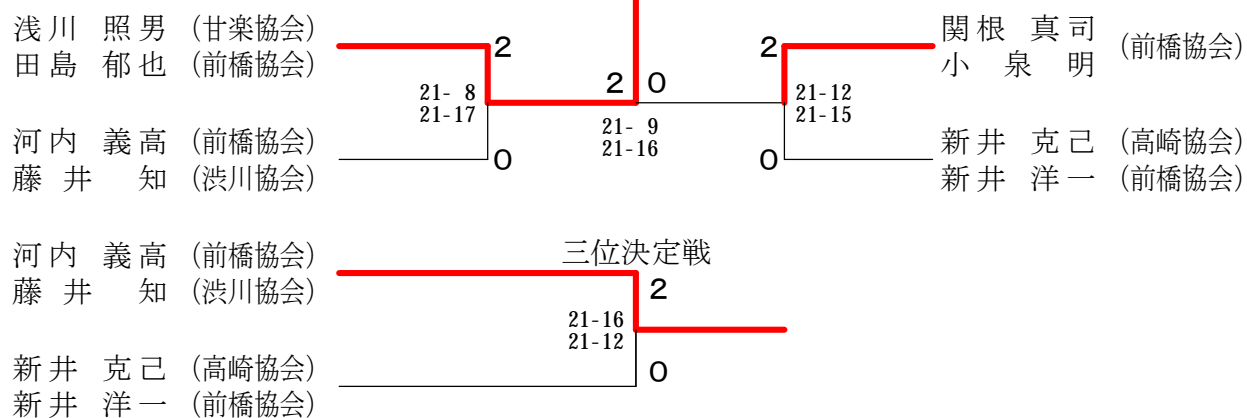 浅川 照男 (甘楽協会)
田島 郁也 (前橋協会)
2
21- 8
21-17
0
河内 義高 (前橋協会)
藤井 知 (渋川協会)
2 0
21- 9
21-16
関根 真司
小泉 明
(前橋協会)
2
21-12
21-15
0
新井 克己 (高崎協会)
新井 洋一 (前橋協会)
三位決定戦
河内 義高 (前橋協会)
藤井 知 (渋川協会)
2
21-16
21-12
0
新井 克己 (高崎協会)
新井 洋一 (前橋協会)